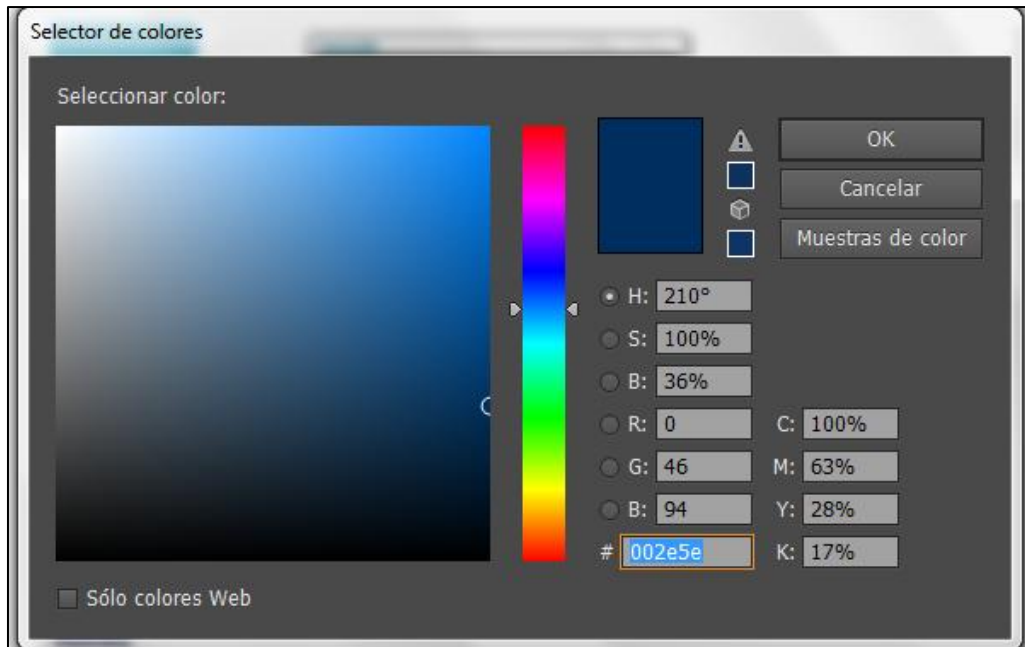 Selector de colores
Seleccionar color:
OK
Cancelar
Muestras de color
H: 210°
S: 100%
B: 36%
R: 0
C: 100%
G: 46
M: 63%
B: 94
Y: 28%
# 002e5e
K: 17%
Sólo colores Web